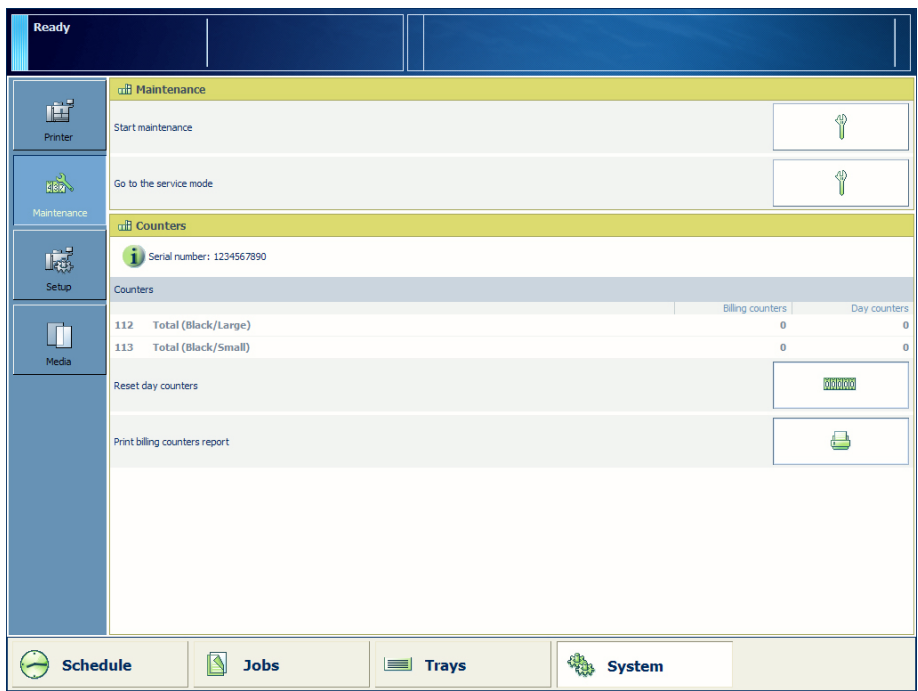 Ready
Printer
Maintenance
Setup
Media
Maintenance
Start maintenance
Go to the service mode
Counters
Serial number: 1234567890
Counters
Billing counters Day counters
112 Total (Black/Large) 0 0
113 Total (Black/Small) 0 0
Reset day counters
Print billing counters report
Schedule Jobs Trays System